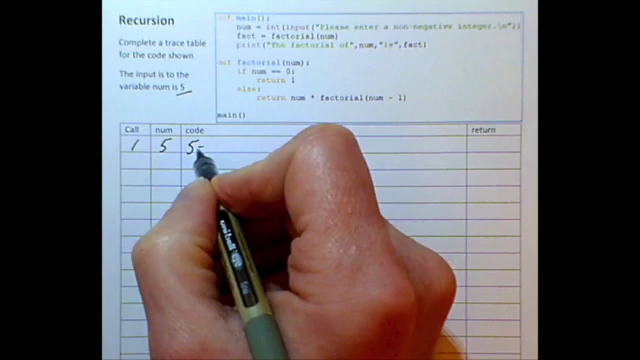 Recursion
Complete a trace table
for the code shown
The input is to the
variable num is 5
def main():
num = int(input("Please enter a non-negative integer.\n"))
fact = factorial(num)
print("The factorial of",num,"is",fact)
def factorial(num):
if num == 0:
return 1
else:
return num * factorial(num - 1)
main()
Call num code return
1 5 5